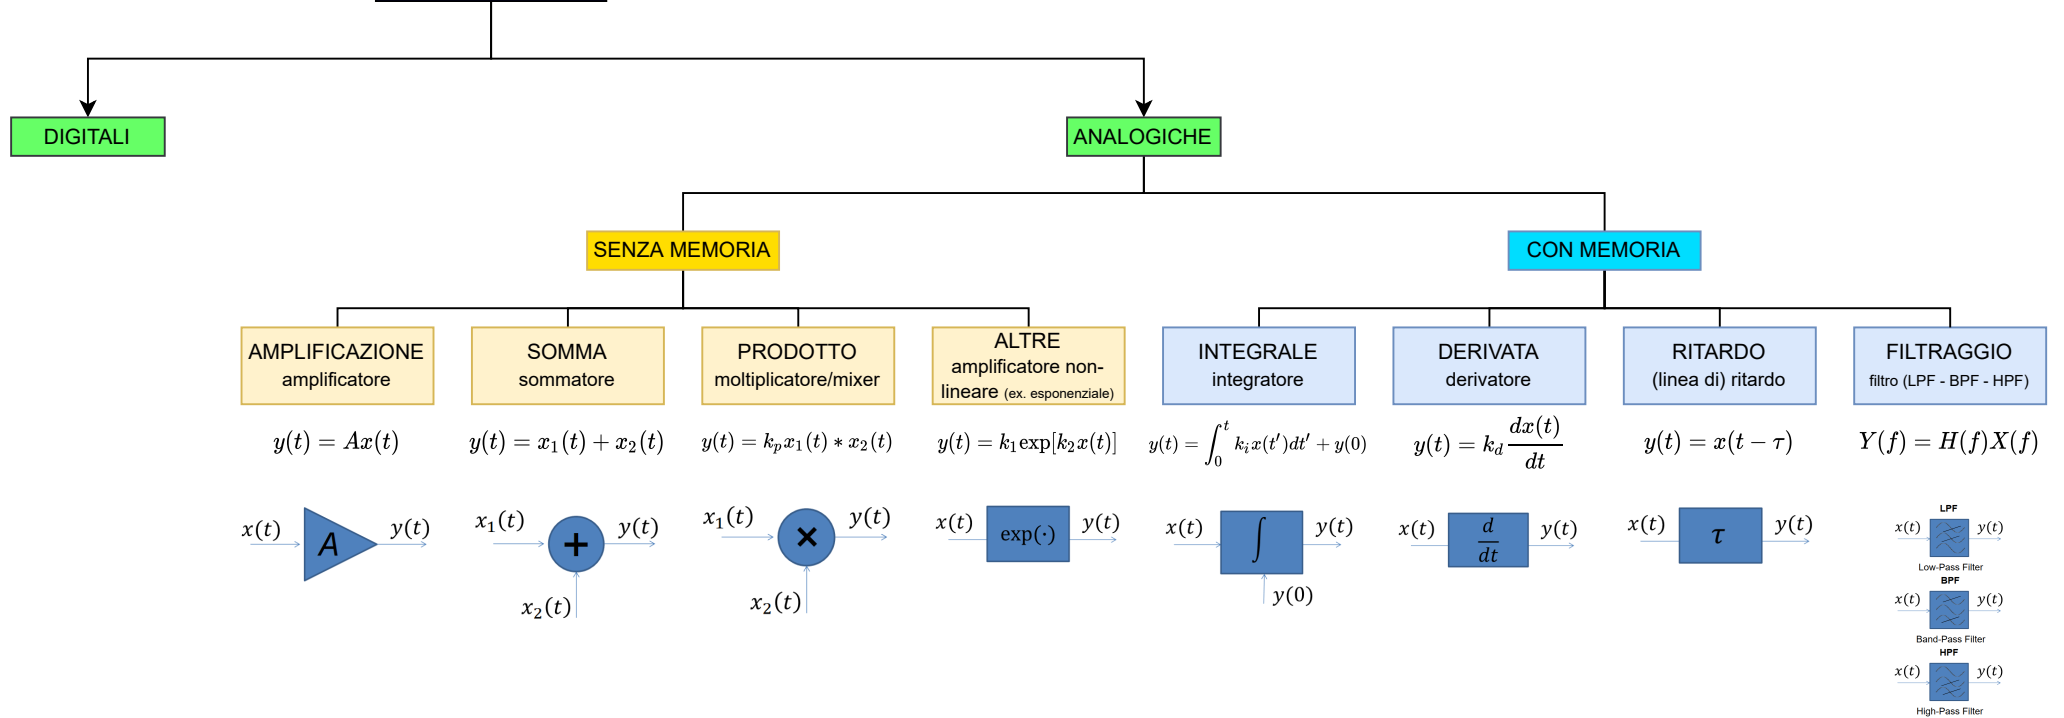 DIGITALI
ANALOGICHE
SENZA MEMORIA
CON MEMORIA
AMPLIFICAZIONE
amplificatore
y(t) = Ax(t)
x(t)
A
y(t)
SOMMA
sommatore
y(t) = x₁(t) + x₂(t)
x₁(t)
+
y(t)
x₂(t)
PRODOTTO
moltiplicatore/mixer
y(t) = kₚx₁(t) * x₂(t)
x₁(t)
×
y(t)
x₂(t)
ALTRE
amplificatore non-
lineare (ex. esponenziale)
y(t) = k₁exp[k₂x(t)]
x(t)
exp(·)
y(t)
INTEGRALE
integratore
y(t) = ∫₀ᵗ kᵢx(t′)dt′ + y(0)
x(t)
∫
y(t)
y(0)
DERIVATA
derivatore
y(t) = k_d dx(t)/dt
x(t)
d/dt
y(t)
RITARDO
(linea di) ritardo
y(t) = x(t − τ)
x(t)
τ
y(t)
FILTRAGGIO
filtro (LPF - BPF - HPF)
Y(f) = H(f)X(f)
LPF
x(t)
y(t)
Low-Pass Filter
BPF
x(t)
y(t)
Band-Pass Filter
HPF
x(t)
y(t)
High-Pass Filter